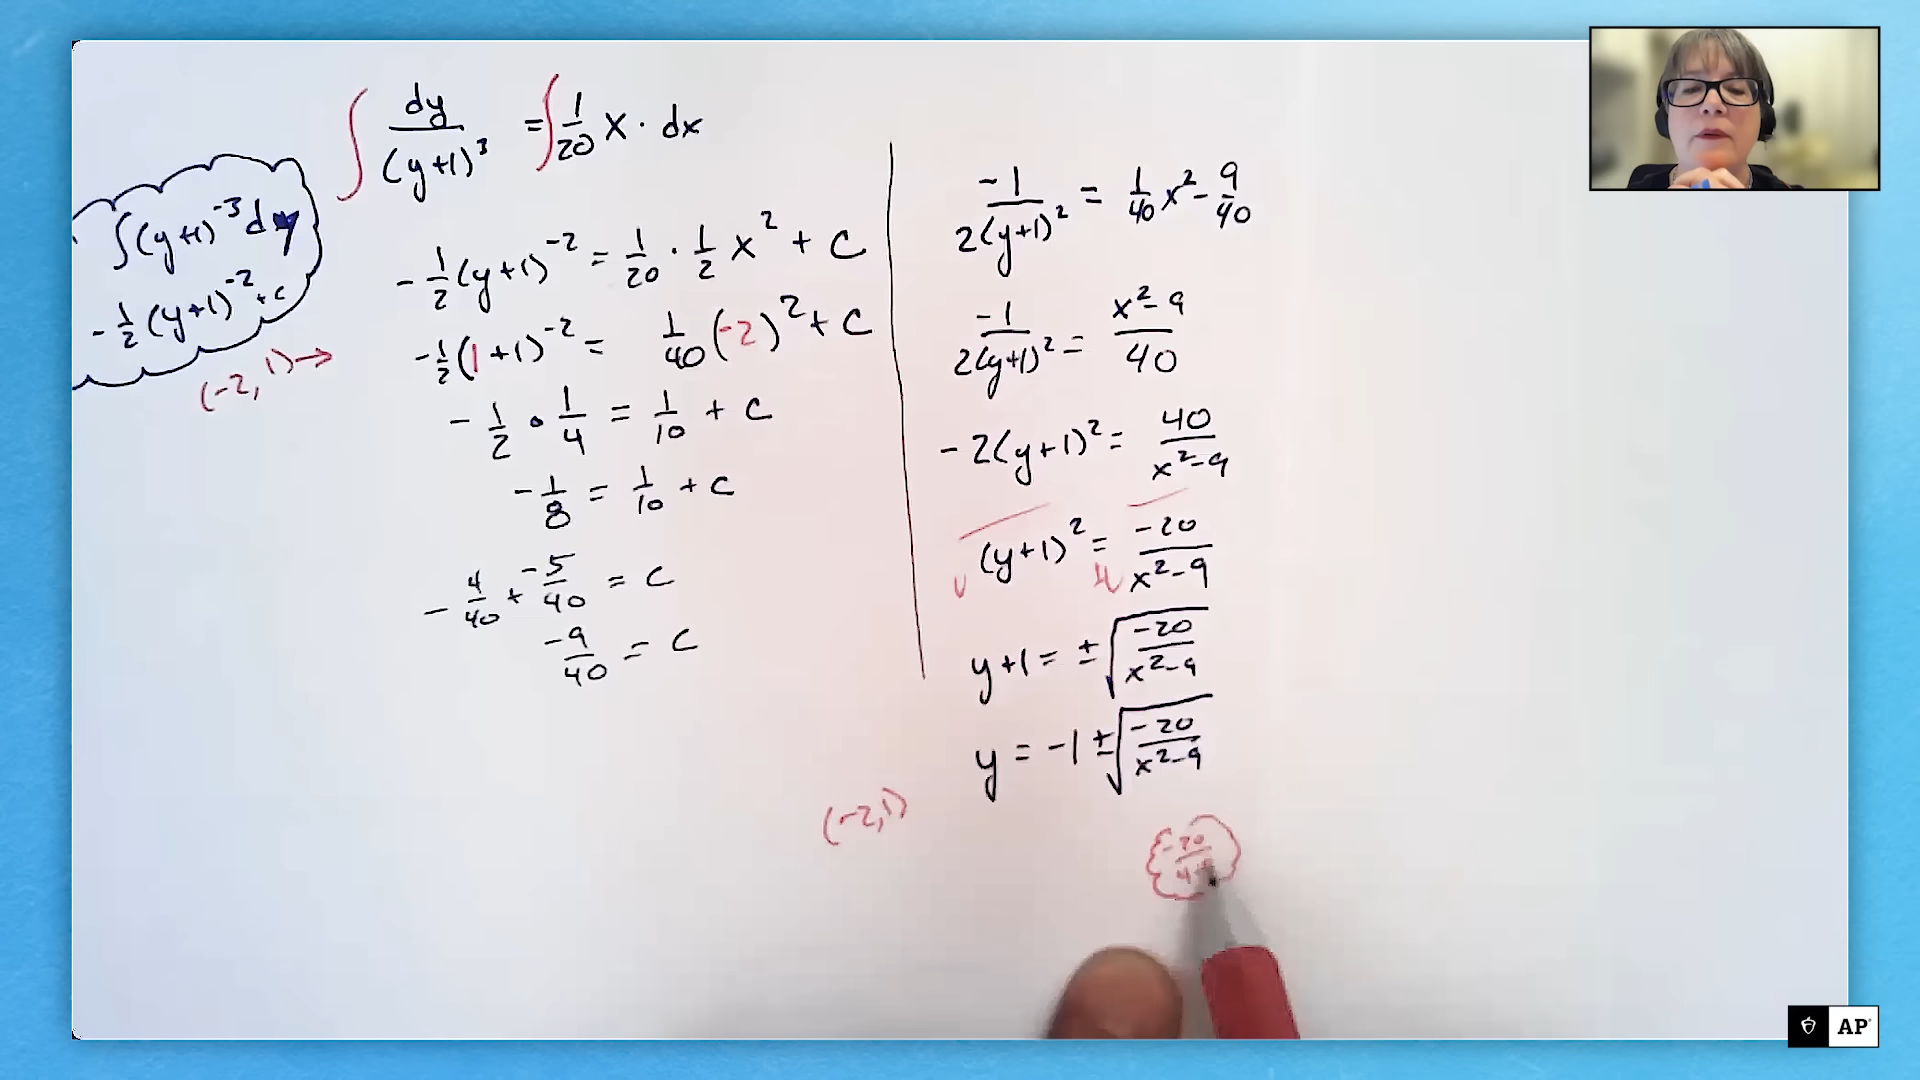 ∫ dy/(y+1)³ = ∫ 1/20 x · dx
∫(y+1)⁻³ dy
-1/2 (y+1)⁻² + c
(-2, 1) →
-1/2 (y+1)⁻² = 1/20 · 1/2 x² + C
-1/2 (1+1)⁻² = 1/40 (-2)² + C
-1/2 • 1/4 = 1/10 + C
-1/8 = 1/10 + C
-4/40 + -5/40 = C
-9/40 = C
-1/2(y+1)² = 1/40 x² - 9/40
-1/2(y+1)² = x²-9/40
-2(y+1)² = 40/x²-9
(y+1)² = -20/x²-9
y+1 = ±√-20/x²-9
y = -1 ±√-20/x²-9
(-2,1)
-20/4
AP